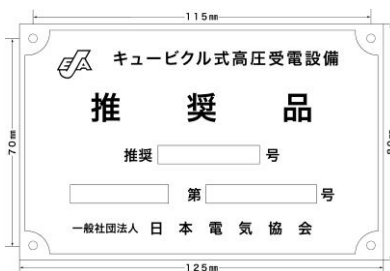 115㎜
EA
キュービクル式高圧受電設備
推奨品
推奨 号
第 号
一般社団法人 日本電気協会
70㎜
80㎜
125㎜